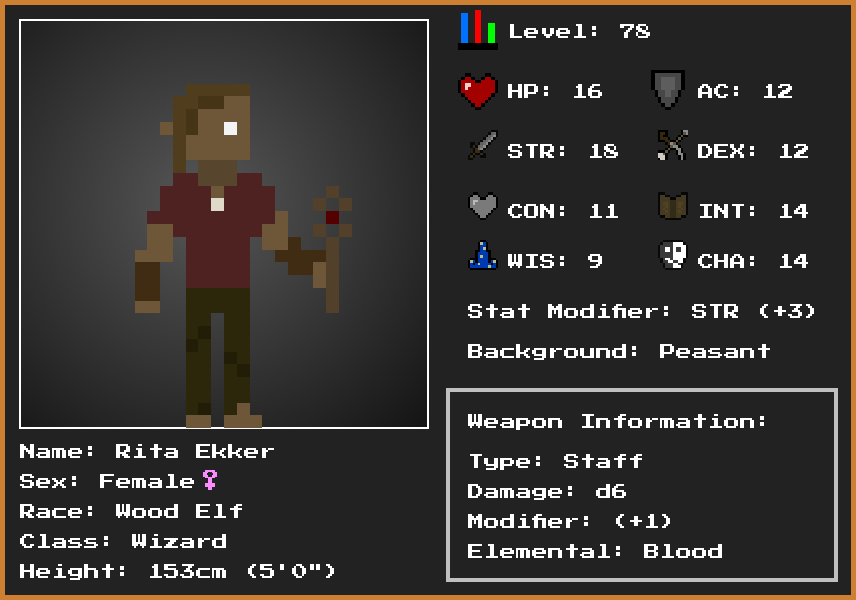 Level: 78
HP: 16 AC: 12
STR: 18 DEX: 12
CON: 11 INT: 14
WIS: 9 CHA: 14
Stat Modifier: STR (+3)
Background: Peasant
Weapon Information:
Type: Staff
Damage: d6
Modifier: (+1)
Elemental: Blood
Name: Rita Ekker
Sex: Female♀
Race: Wood Elf
Class: Wizard
Height: 153cm (5'0")